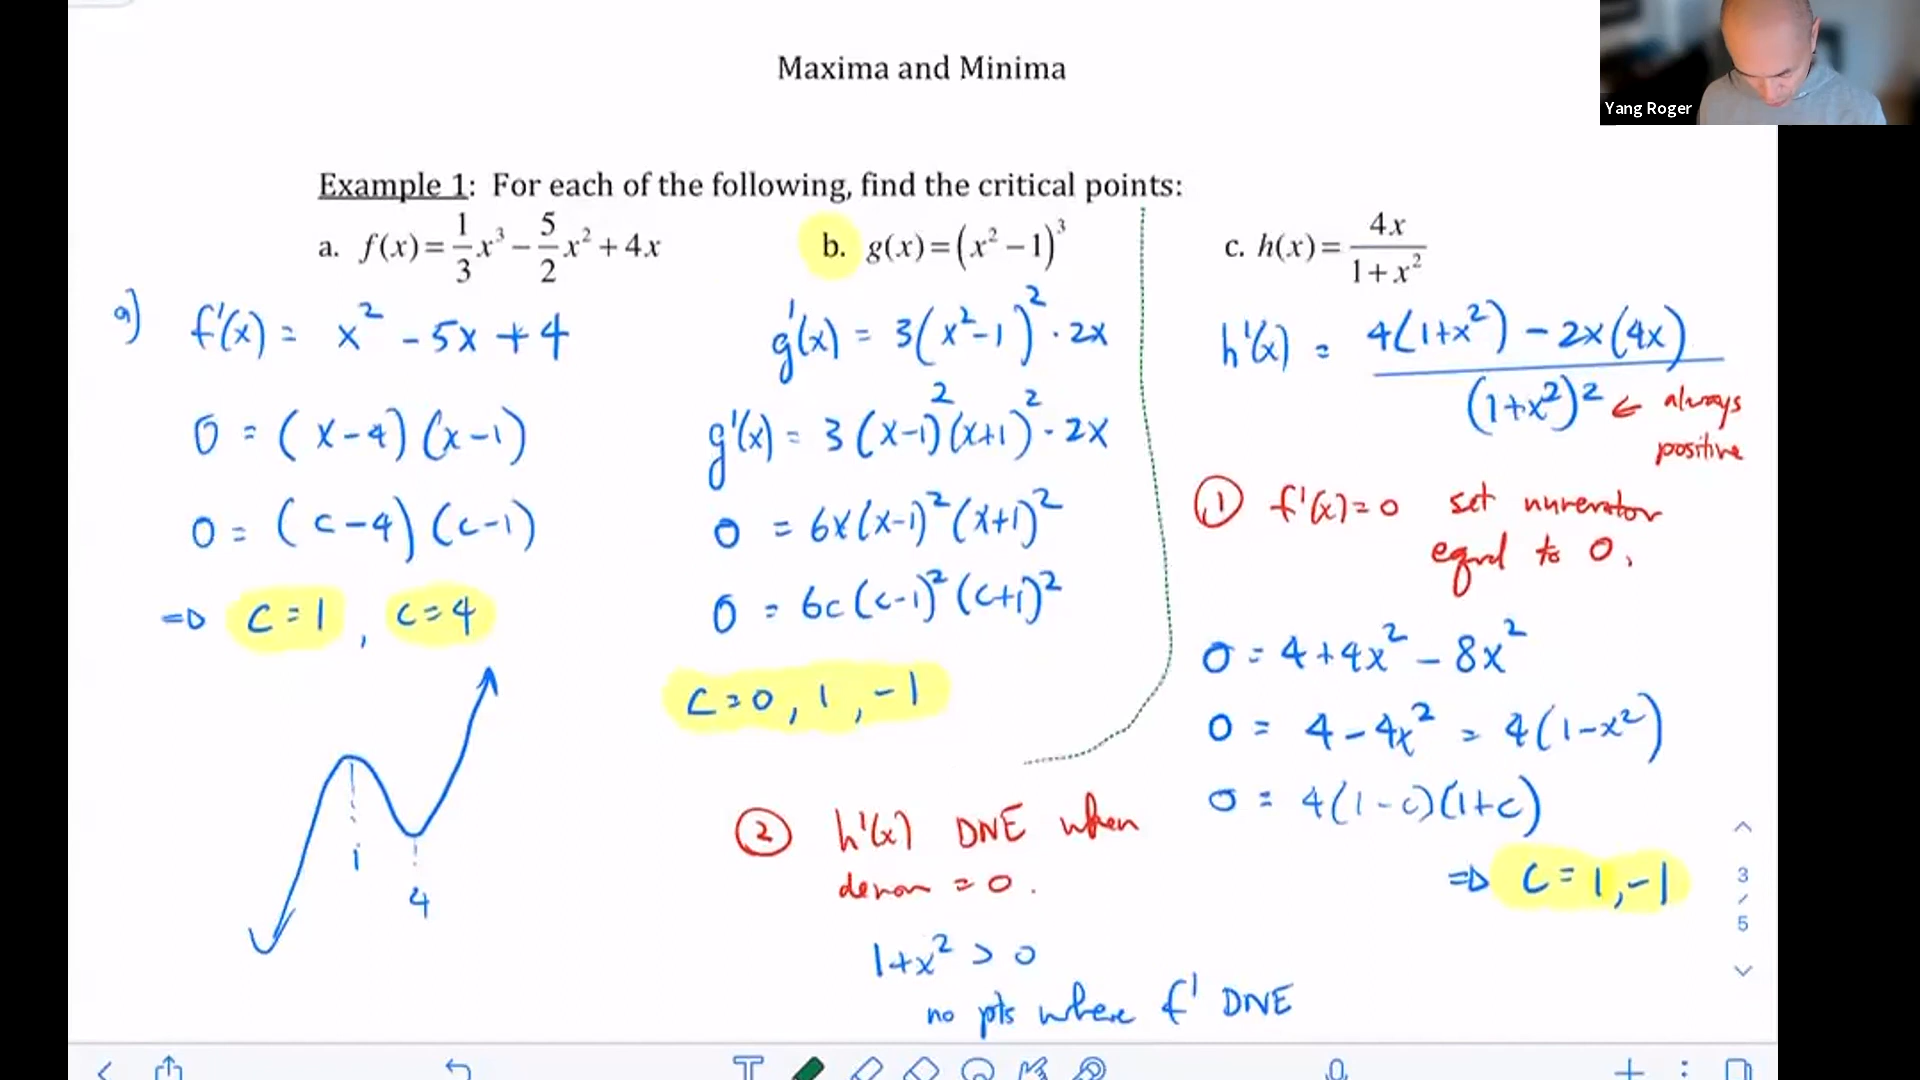 Maxima and Minima
Yang Roger
Example 1: For each of the following, find the critical points:
a. f(x) = 1/3 x³ − 5/2 x² + 4x
b. g(x) = (x² − 1)³
c. h(x) = 4x / (1 + x²)
a) f'(x) = x² - 5x + 4
0 = (x-4)(x-1)
0 = (c-4)(c-1)
⇒ c=1, c=4
1
4
g'(x) = 3(x²-1)² · 2x
g'(x) = 3(x-1)²(x+1)² · 2x
0 = 6x(x-1)²(x+1)²
0 = 6c(c-1)²(c+1)²
c=0, 1, -1
h'(x) = 4(1+x²) - 2x(4x) / (1+x²)² ← always
positive
① f'(x)=0 set numerator
equal to 0.
0 = 4+4x² - 8x²
0 = 4-4x² = 4(1-x²)
0 = 4(1-c)(1+c)
⇒ c=1,-1
② h'(x) DNE when
denom = 0.
1+x² > 0
no pts where f' DNE
3
/
5